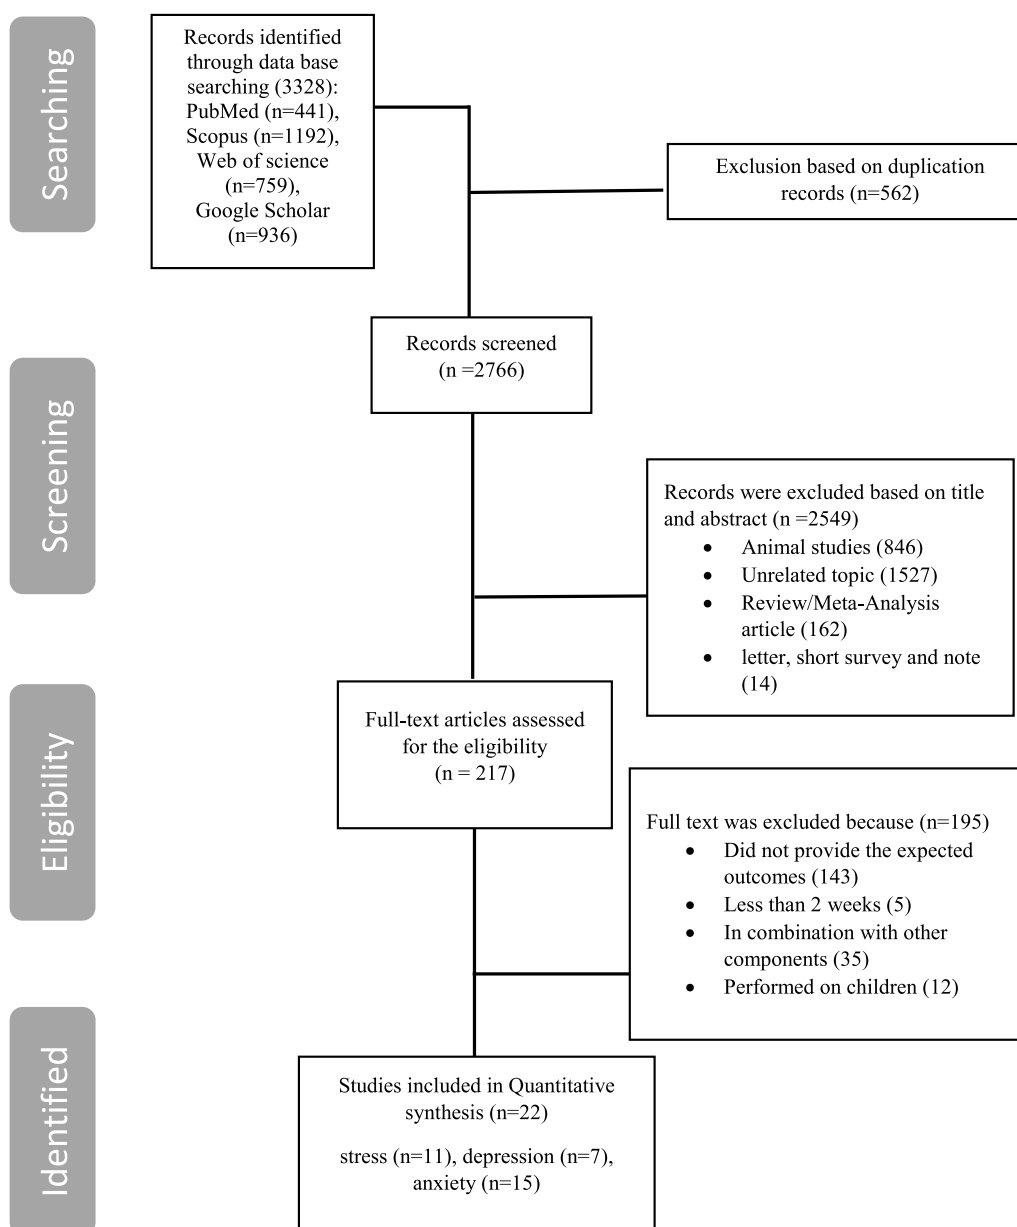 Searching
Records identified
through data base
searching (3328):
PubMed (n=441),
Scopus (n=1192),
Web of science
(n=759),
Google Scholar
(n=936)
Exclusion based on duplication
records (n=562)
Screening
Records screened
(n =2766)
Records were excluded based on title
and abstract (n =2549)
• Animal studies (846)
• Unrelated topic (1527)
• Review/Meta-Analysis
article (162)
• letter, short survey and note
(14)
Eligibility
Full-text articles assessed
for the eligibility
(n = 217)
Full text was excluded because (n=195)
• Did not provide the expected
outcomes (143)
• Less than 2 weeks (5)
• In combination with other
components (35)
• Performed on children (12)
Identified
Studies included in Quantitative
synthesis (n=22)
stress (n=11), depression (n=7),
anxiety (n=15)